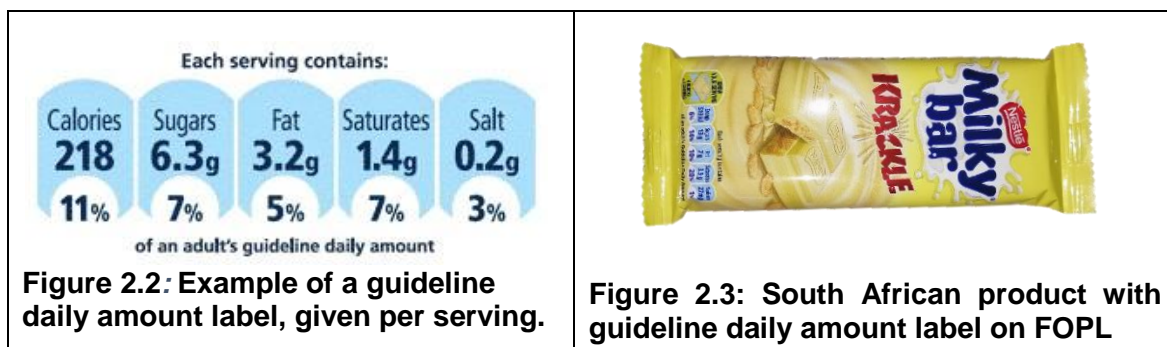 Each serving contains:
Calories Sugars Fat Saturates Salt
218 6.3g 3.2g 1.4g 0.2g
11% 7% 5% 7% 3%
of an adult's guideline daily amount
Figure 2.2: Example of a guideline
daily amount label, given per serving.
Nestlé
Milky
bar
KRACKLE
Figure 2.3: South African product with
guideline daily amount label on FOPL